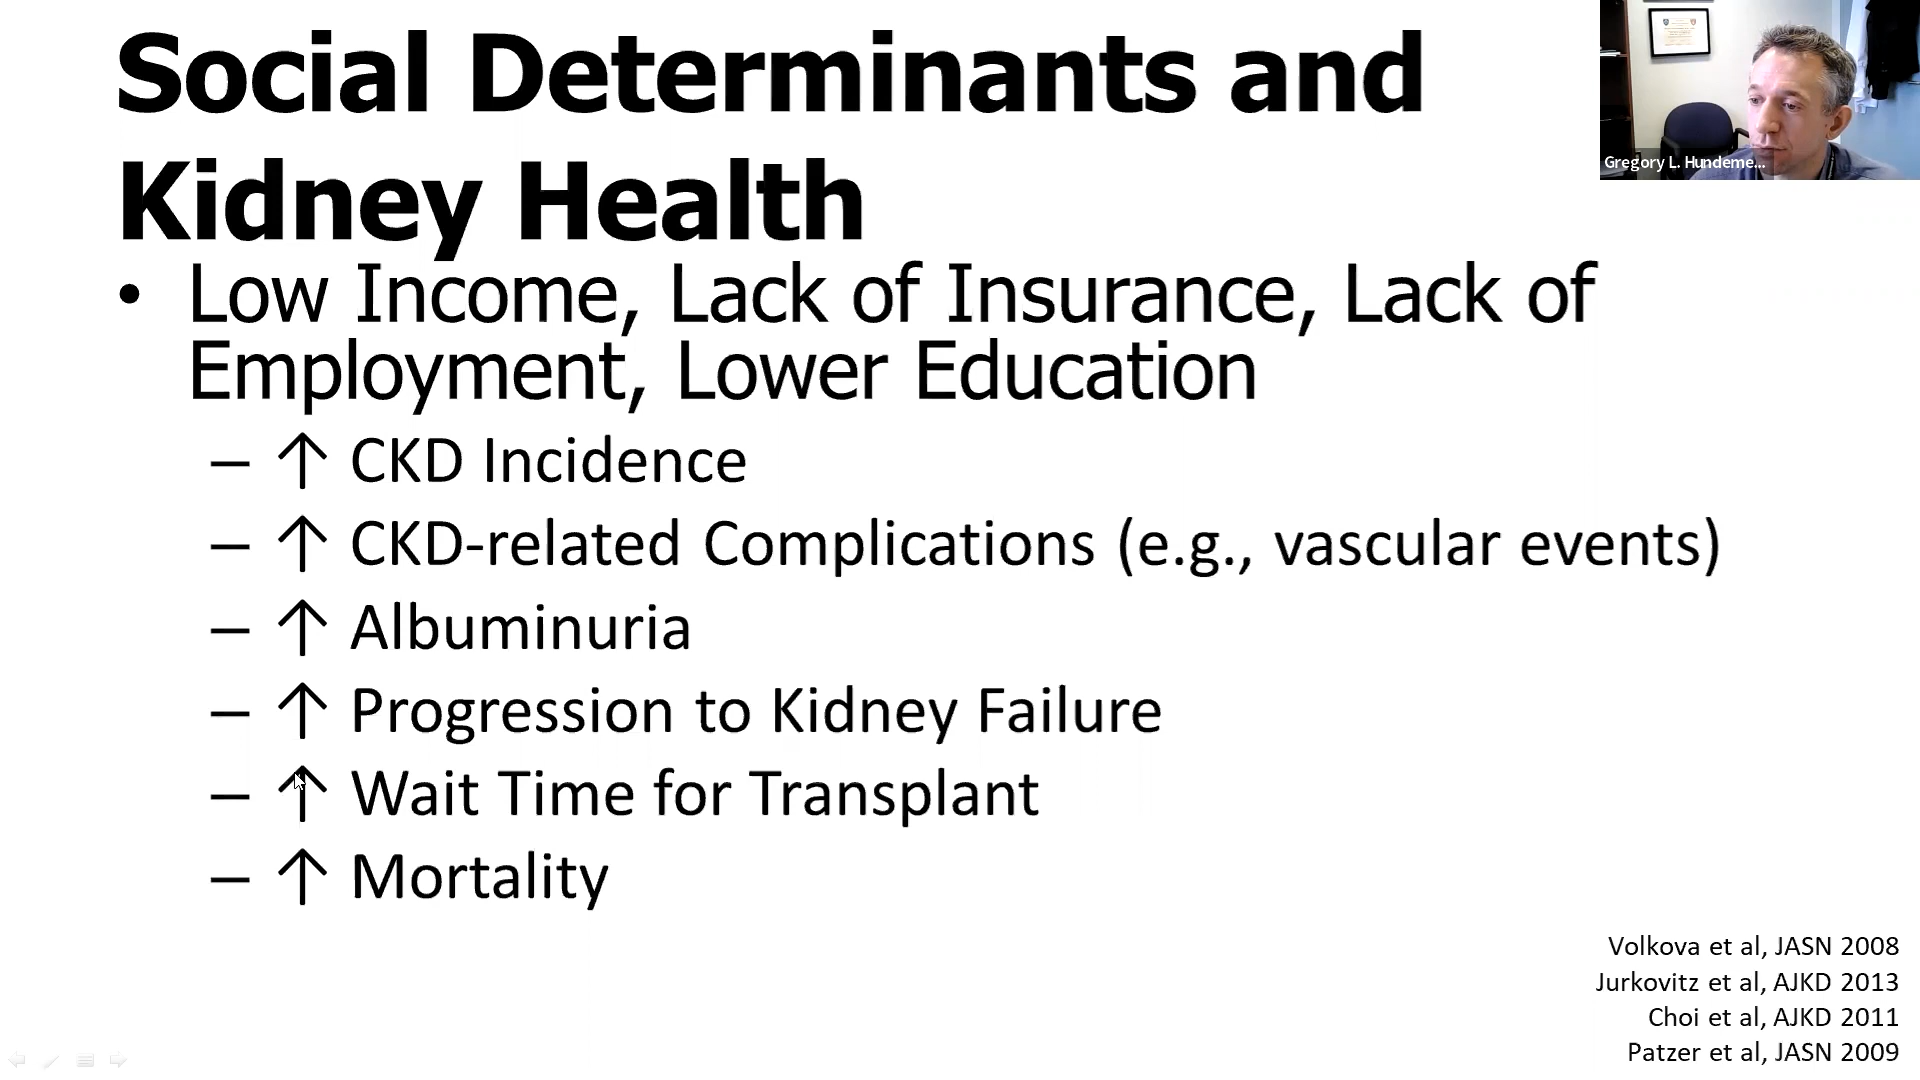 Social Determinants and
Kidney Health
• Low Income, Lack of Insurance, Lack of
Employment, Lower Education
– ↑ CKD Incidence
– ↑ CKD-related Complications (e.g., vascular events)
– ↑ Albuminuria
– ↑ Progression to Kidney Failure
– ↑ Wait Time for Transplant
– ↑ Mortality
Gregory L. Hundeme...
Volkova et al, JASN 2008
Jurkovitz et al, AJKD 2013
Choi et al, AJKD 2011
Patzer et al, JASN 2009